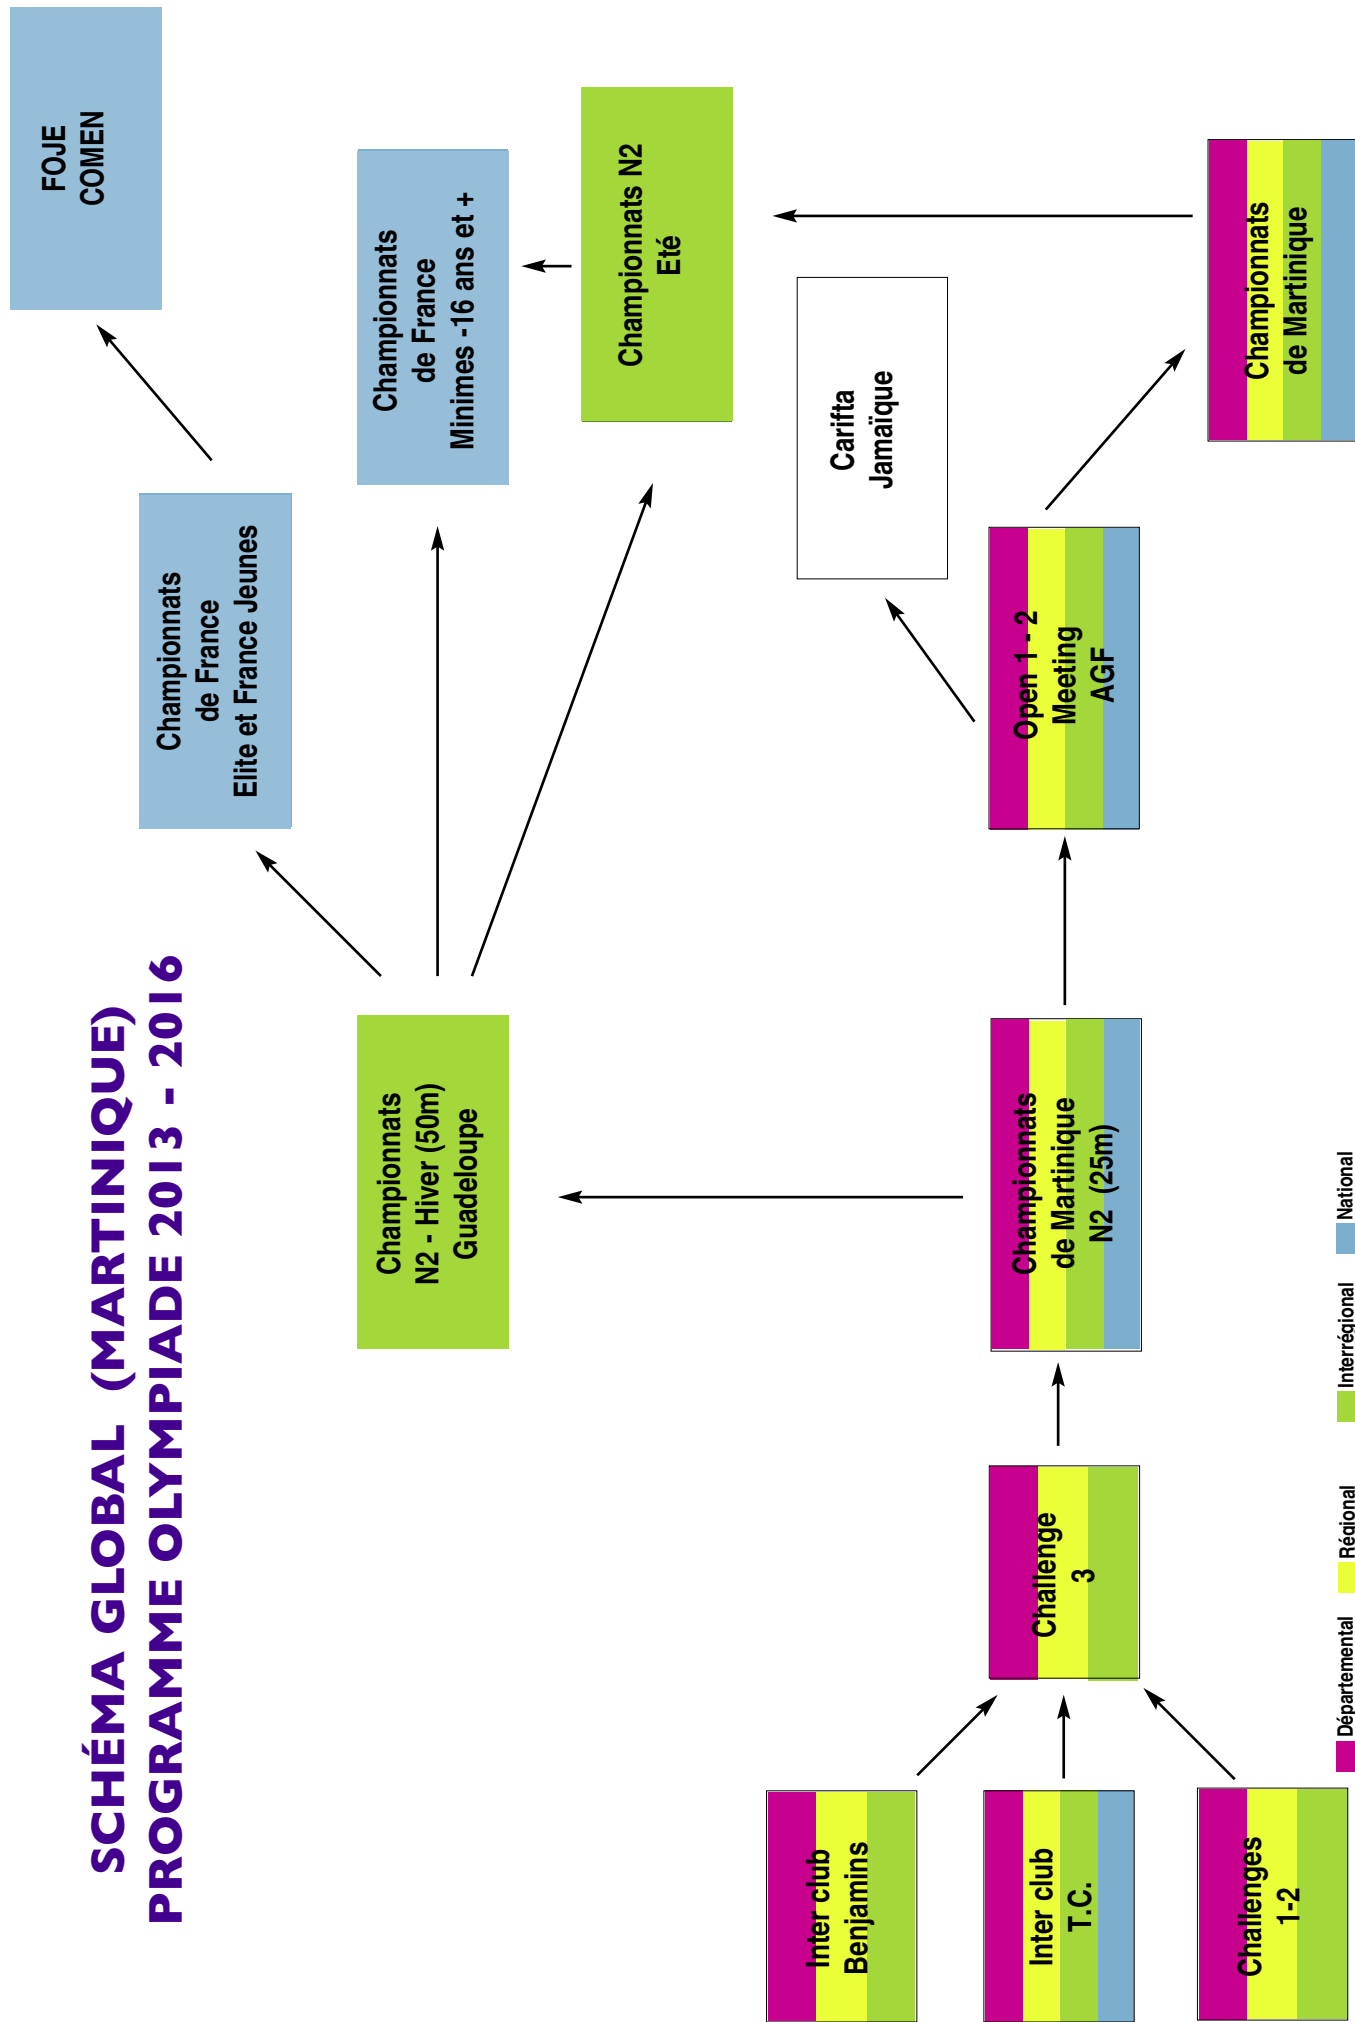 SCHÉMA GLOBAL (MARTINIQUE)
PROGRAMME OLYMPIADE 2013 - 2016
FOJE
COMEN
Championnats
de France
Elite et France Jeunes
Championnats
N2 - Hiver (50m)
Guadeloupe
Championnats
de France
Minimes -16 ans et +
Championnats N2
Eté
Carifta
Jamaïque
Inter club
Benjamins
Inter club
T.C.
Challenges
1-2
Challenge
3
Championnats
de Martinique
N2 (25m)
Open 1 - 2
Meeting
AGF
Championnats
de Martinique
Départemental
Régional
Interrégional
National